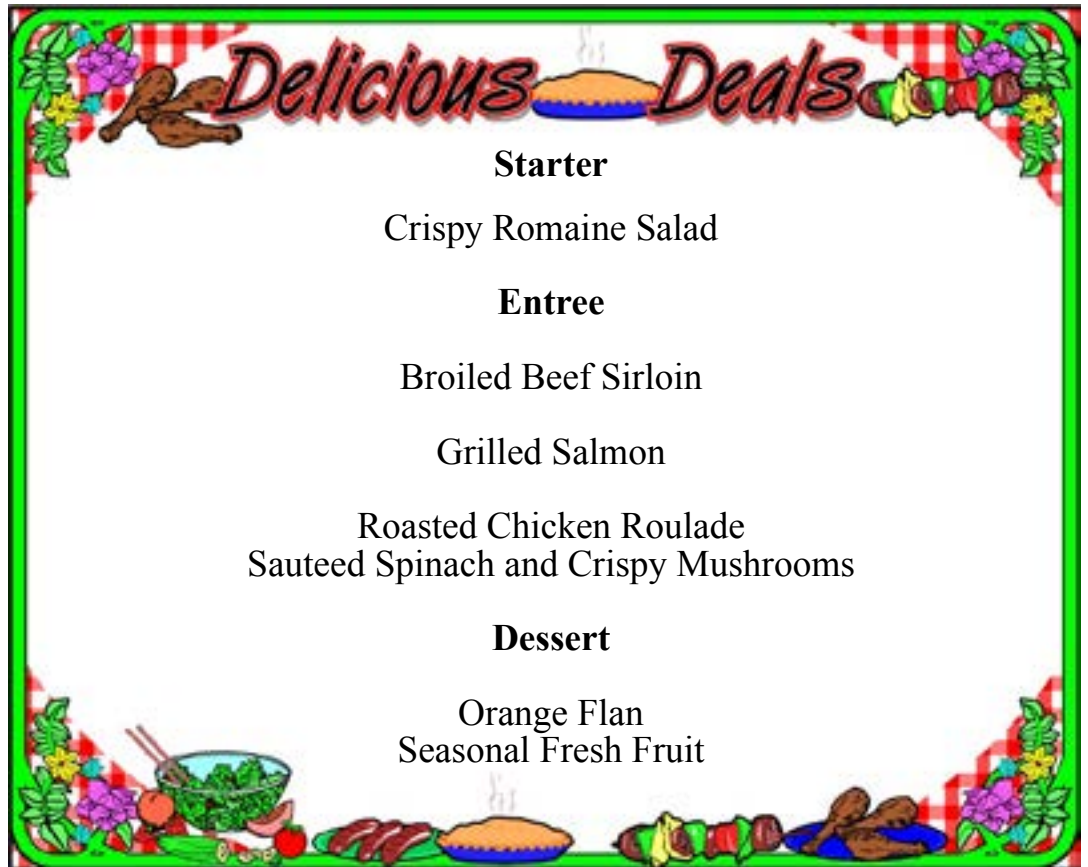 Delicious Deals
Starter
Crispy Romaine Salad
Entree
Broiled Beef Sirloin
Grilled Salmon
Roasted Chicken Roulade
Sauteed Spinach and Crispy Mushrooms
Dessert
Orange Flan
Seasonal Fresh Fruit